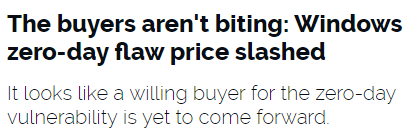 The buyers aren't biting: Windows
zero-day flaw price slashed
It looks like a willing buyer for the zero-day
vulnerability is yet to come forward.